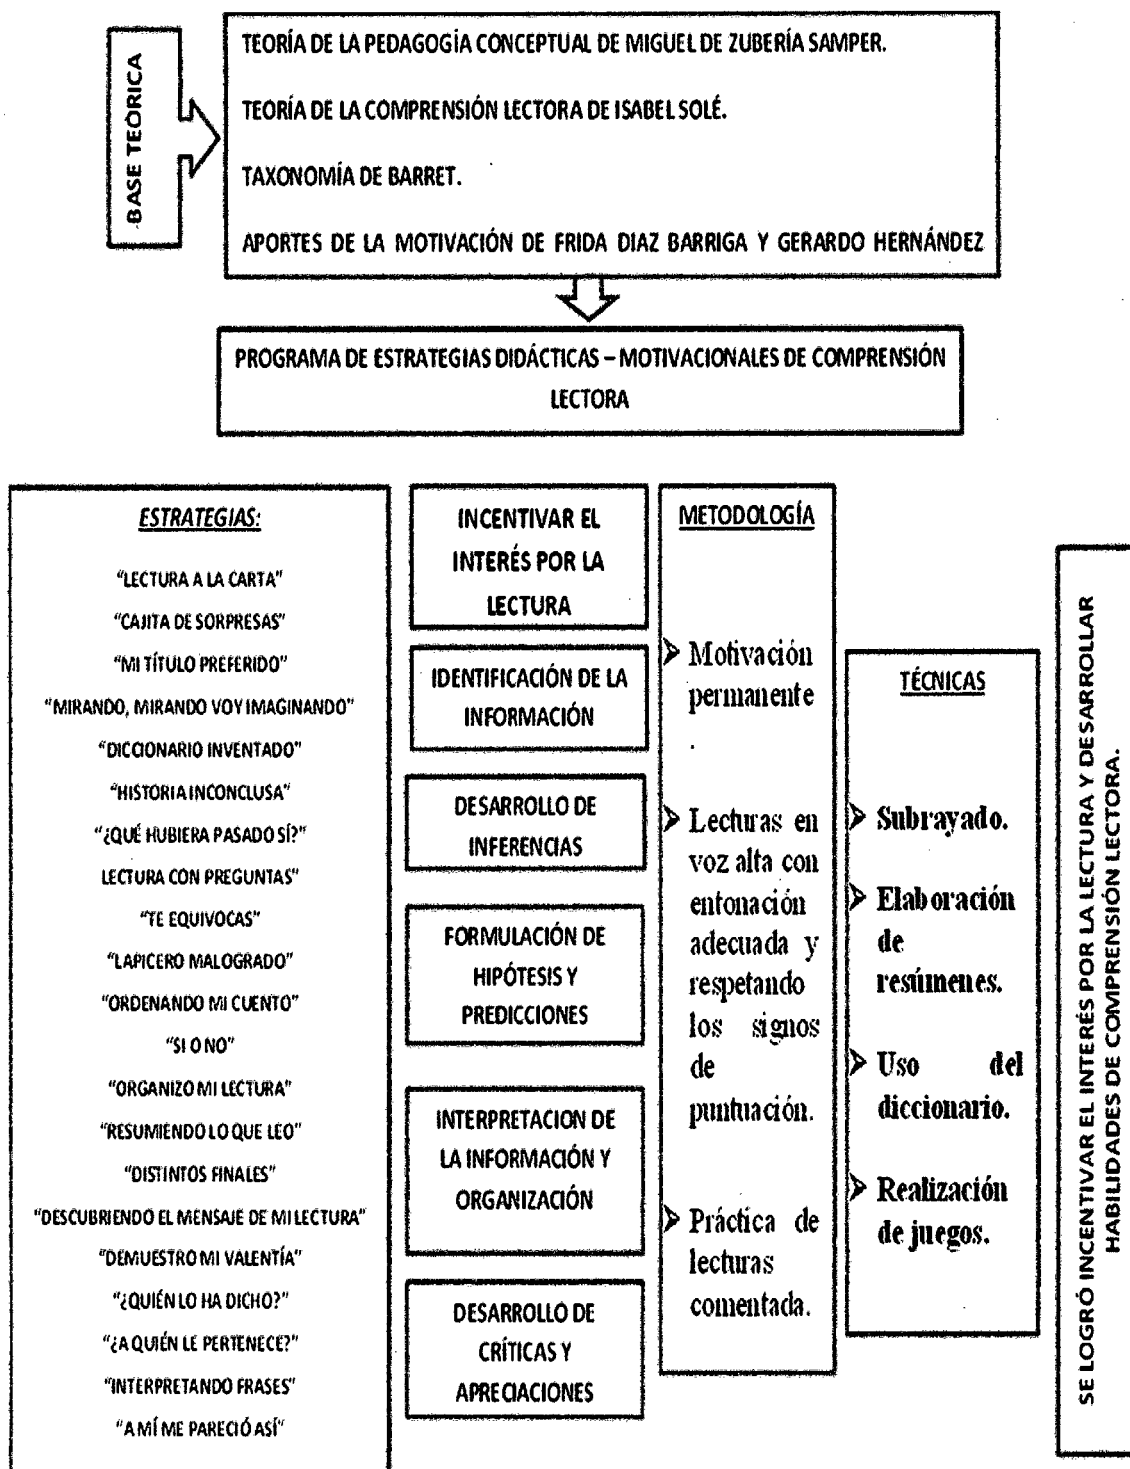 BASE TEÓRICA
TEORÍA DE LA PEDAGOGÍA CONCEPTUAL DE MIGUEL DE ZUBERÍA SAMPER.
TEORÍA DE LA COMPRENSIÓN LECTORA DE ISABEL SOLÉ.
TAXONOMÍA DE BARRET.
APORTES DE LA MOTIVACIÓN DE FRIDA DIAZ BARRIGA Y GERARDO HERNÁNDEZ
PROGRAMA DE ESTRATEGIAS DIDÁCTICAS – MOTIVACIONALES DE COMPRENSIÓN
LECTORA
ESTRATEGIAS:
"LECTURA A LA CARTA"
"CAJITA DE SORPRESAS"
"MI TÍTULO PREFERIDO"
"MIRANDO, MIRANDO VOY IMAGINANDO"
"DICCIONARIO INVENTADO"
"HISTORIA INCONCLUSA"
"¿QUÉ HUBIERA PASADO SÍ?"
LECTURA CON PREGUNTAS"
"TE EQUIVOCAS"
"LAPICERO MALOGRADO"
"ORDENANDO MI CUENTO"
"SI O NO"
"ORGANIZO MI LECTURA"
"RESUMIENDO LO QUE LEO"
"DISTINTOS FINALES"
"DESCUBRIENDO EL MENSAJE DE MI LECTURA"
"DEMUESTRO MI VALENTÍA"
"¿QUIÉN LO HA DICHO?"
"¿A QUIÉN LE PERTENECE?"
"INTERPRETANDO FRASES"
"A MÍ ME PARECIÓ ASÍ"
INCENTIVAR EL
INTERÉS POR LA
LECTURA
IDENTIFICACIÓN DE LA
INFORMACIÓN
DESARROLLO DE
INFERENCIAS
FORMULACIÓN DE
HIPÓTESIS Y
PREDICCIONES
INTERPRETACION DE
LA INFORMACIÓN Y
ORGANIZACIÓN
DESARROLLO DE
CRÍTICAS Y
APRECIACIONES
METODOLOGÍA
➢ Motivación
permanente
.
➢ Lecturas en
voz alta con
entonación
adecuada y
respetando
los signos
de
puntuación.
➢ Práctica de
lecturas
comentada.
TÉCNICAS
➢ Subrayado.
➢ Elaboración
de
resúmenes.
➢ Uso del
diccionario.
➢ Realización
de juegos.
SE LOGRÓ INCENTIVAR EL INTERÉS POR LA LECTURA Y DESARROLLAR
HABILIDADES DE COMPRENSIÓN LECTORA.